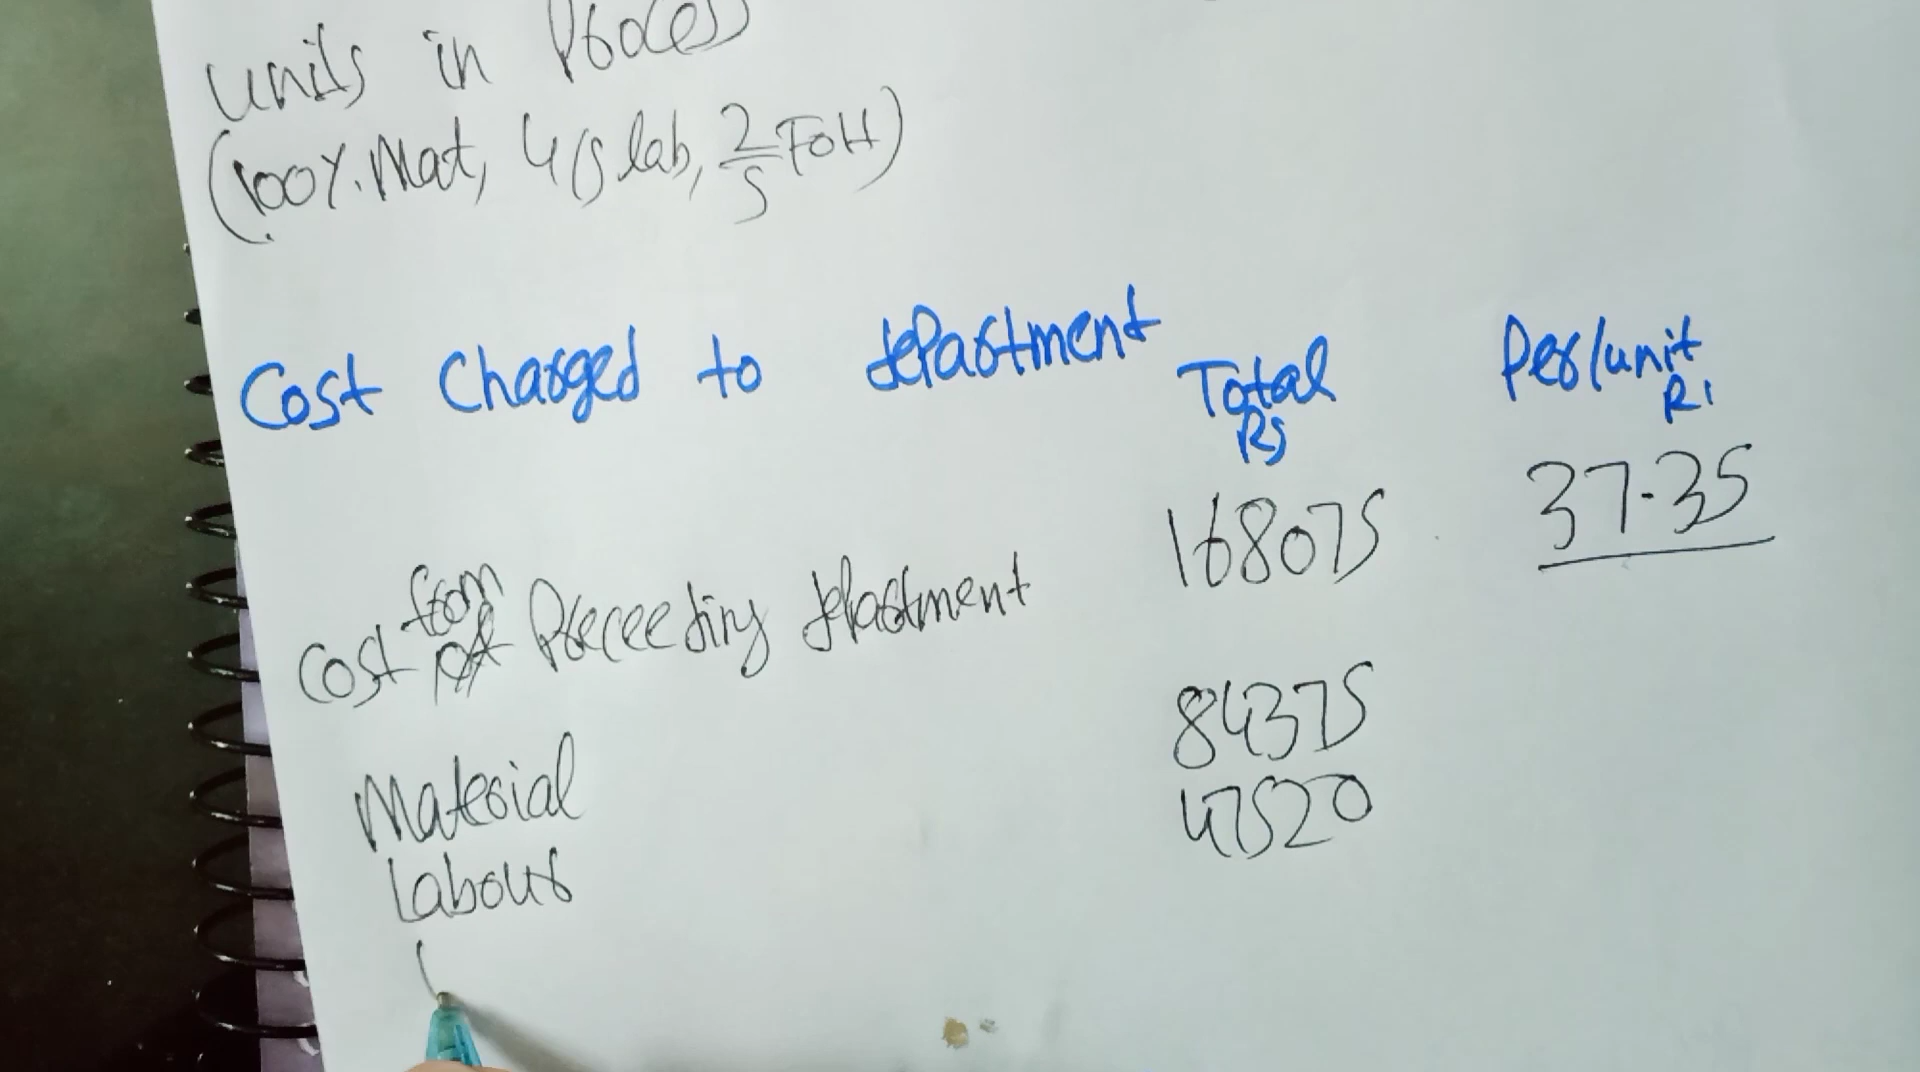 units in Process
(100%. Mat, 4/5 lab, 2/5 FOH)
Cost Charged to department Total Rs Per/unit Rs
Cost from Preceeding department 168075 37.35
Material 84375
Labour 47520